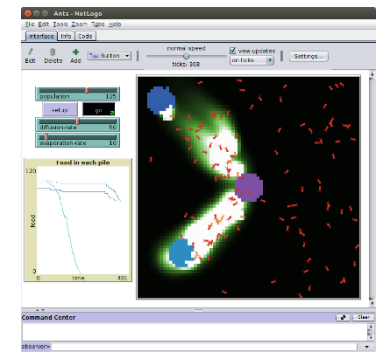 Ants - NetLogo
File Edit Tools Zoom Tabs Help
Interface Info Code
Edit Delete Add Button normal speed view updates Settings...
ticks: 368 on ticks
population 125
setup go
diffusion-rate 50
evaporation-rate 10
Food in each pile
120
food
0
0 time 401
Command Center Clear
observer>